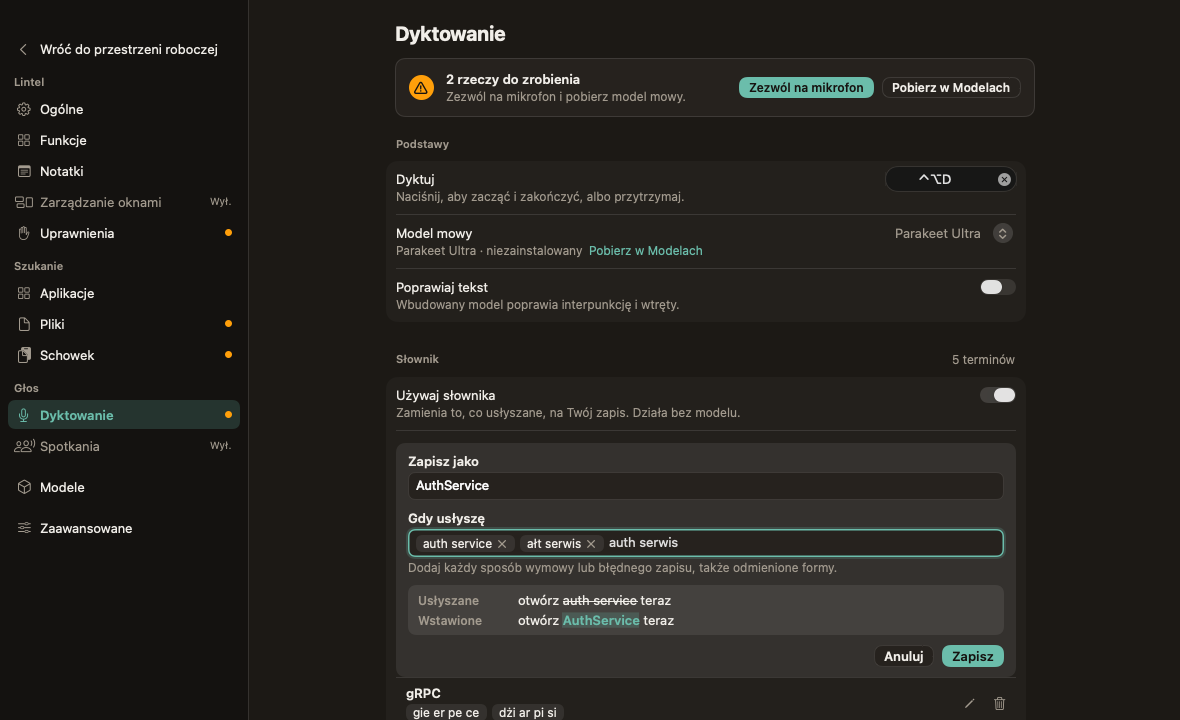 Wróć do przestrzeni roboczej
Lintel
Ogólne
Funkcje
Notatki
Zarządzanie oknami Wył.
Uprawnienia
Szukanie
Aplikacje
Pliki
Schowek
Głos
Dyktowanie
Spotkania Wył.
Modele
Zaawansowane
Dyktowanie
2 rzeczy do zrobienia
Zezwól na mikrofon i pobierz model mowy.
Zezwól na mikrofon Pobierz w Modelach
Podstawy
Dyktuj ⌃⌥D
Naciśnij, aby zacząć i zakończyć, albo przytrzymaj.
Model mowy Parakeet Ultra
Parakeet Ultra · niezainstalowany Pobierz w Modelach
Poprawiaj tekst
Wbudowany model poprawia interpunkcję i wtręty.
Słownik 5 terminów
Używaj słownika
Zamienia to, co usłyszane, na Twój zapis. Działa bez modelu.
Zapisz jako
AuthService
Gdy usłyszę
auth service ałt serwis auth serwis
Dodaj każdy sposób wymowy lub błędnego zapisu, także odmienione formy.
Usłyszane otwórz auth service teraz
Wstawione otwórz AuthService teraz
Anuluj Zapisz
gRPC
gie er pe ce dżi ar pi si